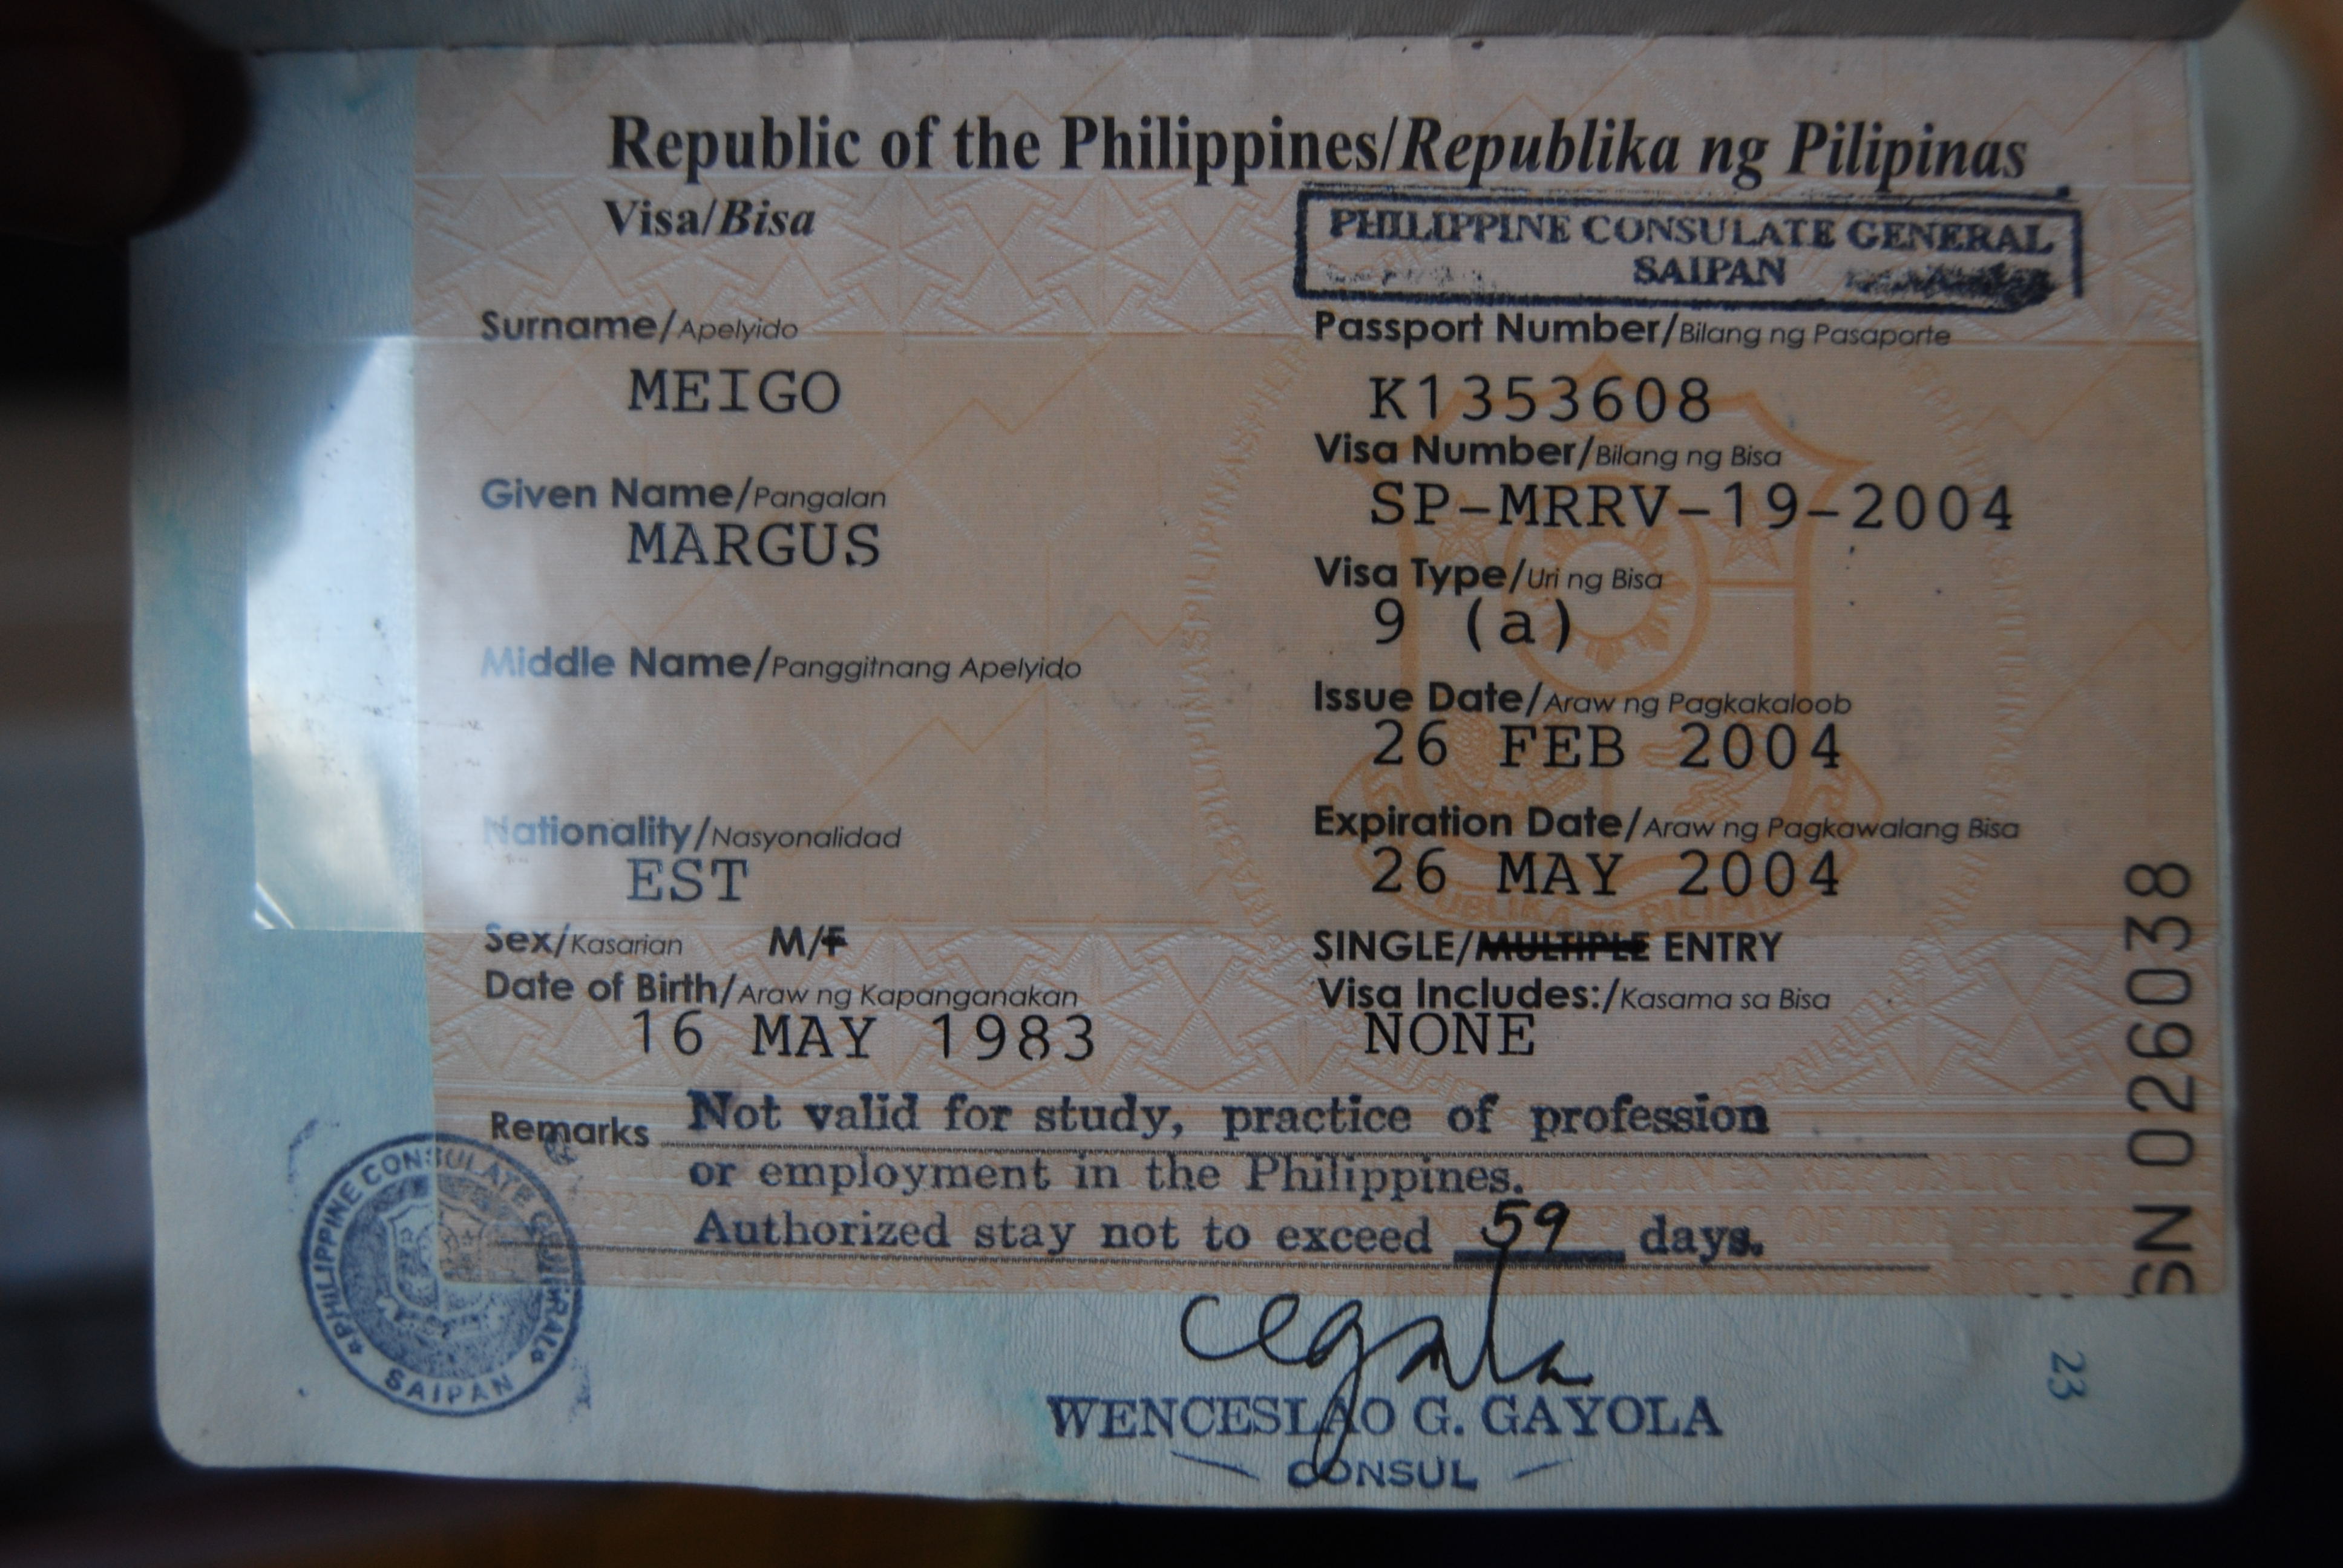 Republic of the Philippines/Republika ng Pilipinas
Visa/Bisa
PHILIPPINE CONSULATE GENERAL
SAIPAN
Surname/Apelyido
MEIGO
Given Name/Pangalan
MARGUS
Middle Name/Panggitnang Apelyido
Nationality/Nasyonalidad
EST
Sex/Kasarian M/F
Date of Birth/Araw ng Kapanganakan
16 MAY 1983
Passport Number/Bilang ng Pasaporte
K1353608
Visa Number/Bilang ng Bisa
SP-MRRV-19-2004
Visa Type/Uri ng Bisa
9 (a)
Issue Date/Araw ng Pagkakaloob
26 FEB 2004
Expiration Date/Araw ng Pagkawalang Bisa
26 MAY 2004
SINGLE/MULTIPLE ENTRY
Visa Includes:/Kasama sa Bisa
NONE
SN 026038
Remarks Not valid for study, practice of profession
or employment in the Philippines.
Authorized stay not to exceed 59 days.
PHILIPPINE CONSULATE GENERAL
SAIPAN
WENCESLAO G. GAYOLA
CONSUL
23